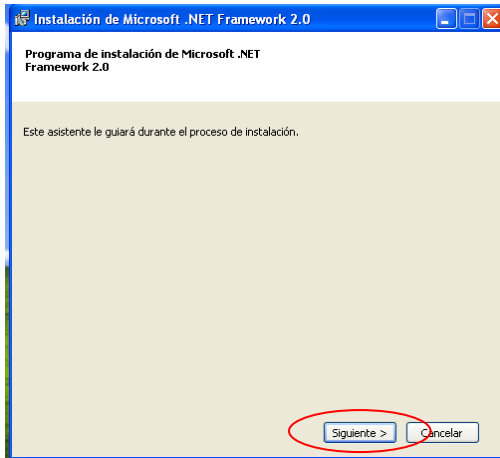 Instalación de Microsoft .NET Framework 2.0
Programa de instalación de Microsoft .NET
Framework 2.0
Este asistente le guiará durante el proceso de instalación.
Siguiente > Cancelar